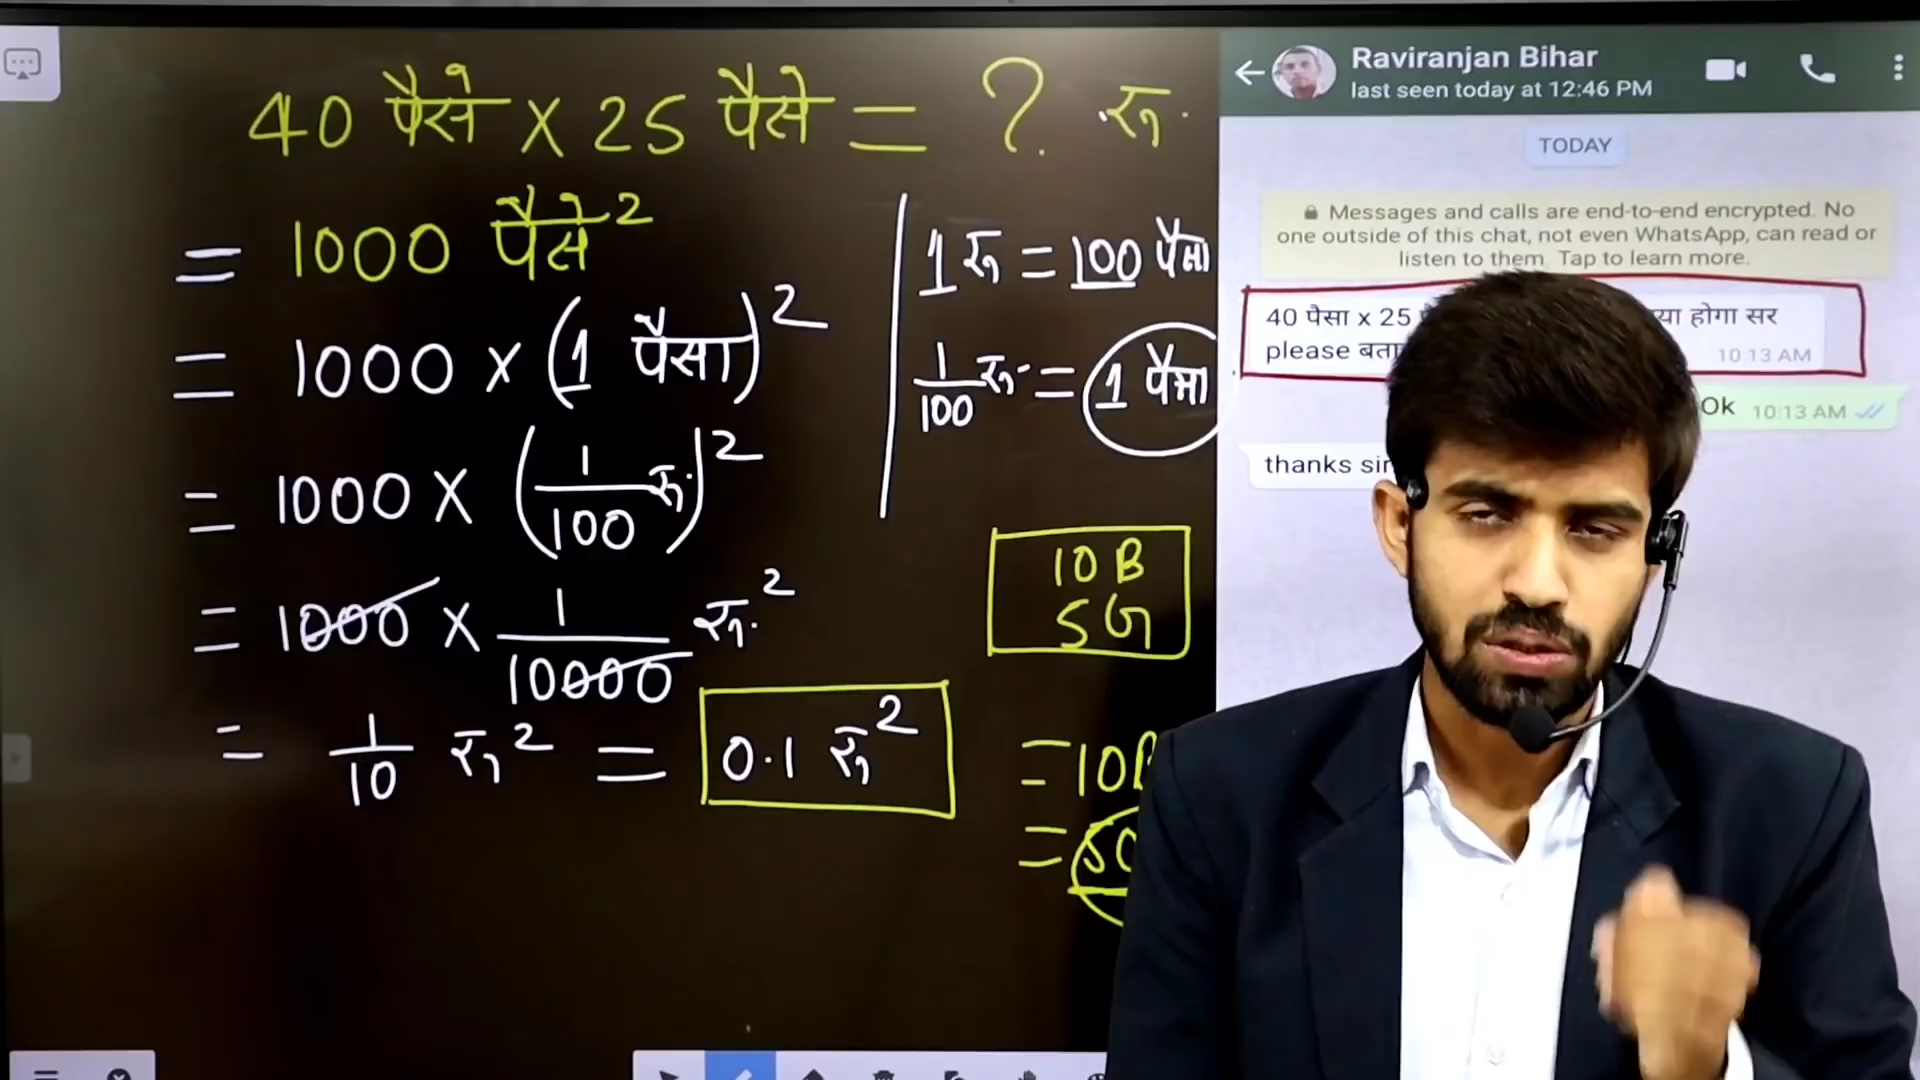 40 पैसे x 25 पैसे = ? रू.
= 1000 पैसे²
= 1000 x (1 पैसा)²
= 1000 x (1/100 रू.)²
= 1000 x 1/10000 रू.²
= 1/10 रू² = 0.1 रू²
1 रू = 100 पैसा
1/100 रू. = 1 पैसा
10 B
5 G
= 10B
Raviranjan Bihar
last seen today at 12:46 PM
TODAY
Messages and calls are end-to-end encrypted. No
one outside of this chat, not even WhatsApp, can read or
listen to them. Tap to learn more.
40 पैसा x 25 होगा सर
please 10:13 AM
Ok 10:13 AM
thanks sir